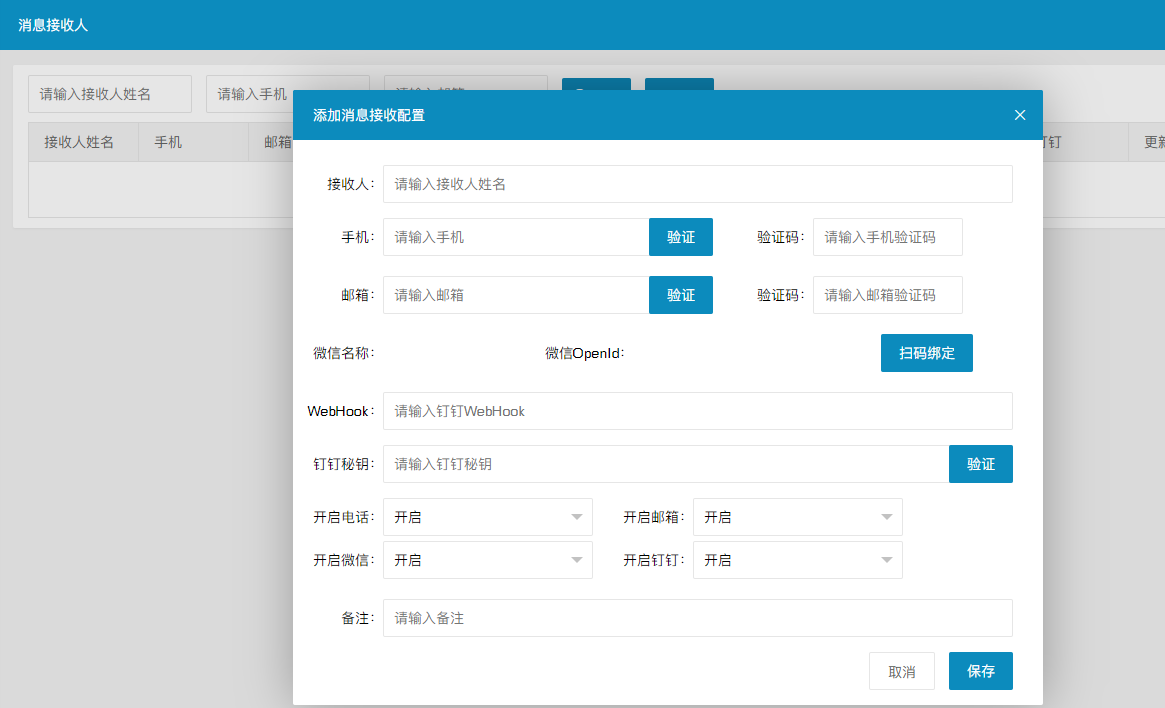 消息接收人
请输入接收人姓名 请输入手机
添加消息接收配置
接收人姓名 手机 邮箱
接收人： 请输入接收人姓名
手机： 请输入手机 验证 验证码： 请输入手机验证码
邮箱： 请输入邮箱 验证 验证码： 请输入邮箱验证码
微信名称： 微信OpenId： 扫码绑定
WebHook： 请输入钉钉WebHook
钉钉秘钥： 请输入钉钉秘钥 验证
开启电话： 开启 开启邮箱： 开启
开启微信： 开启 开启钉钉： 开启
备注： 请输入备注
取消 保存